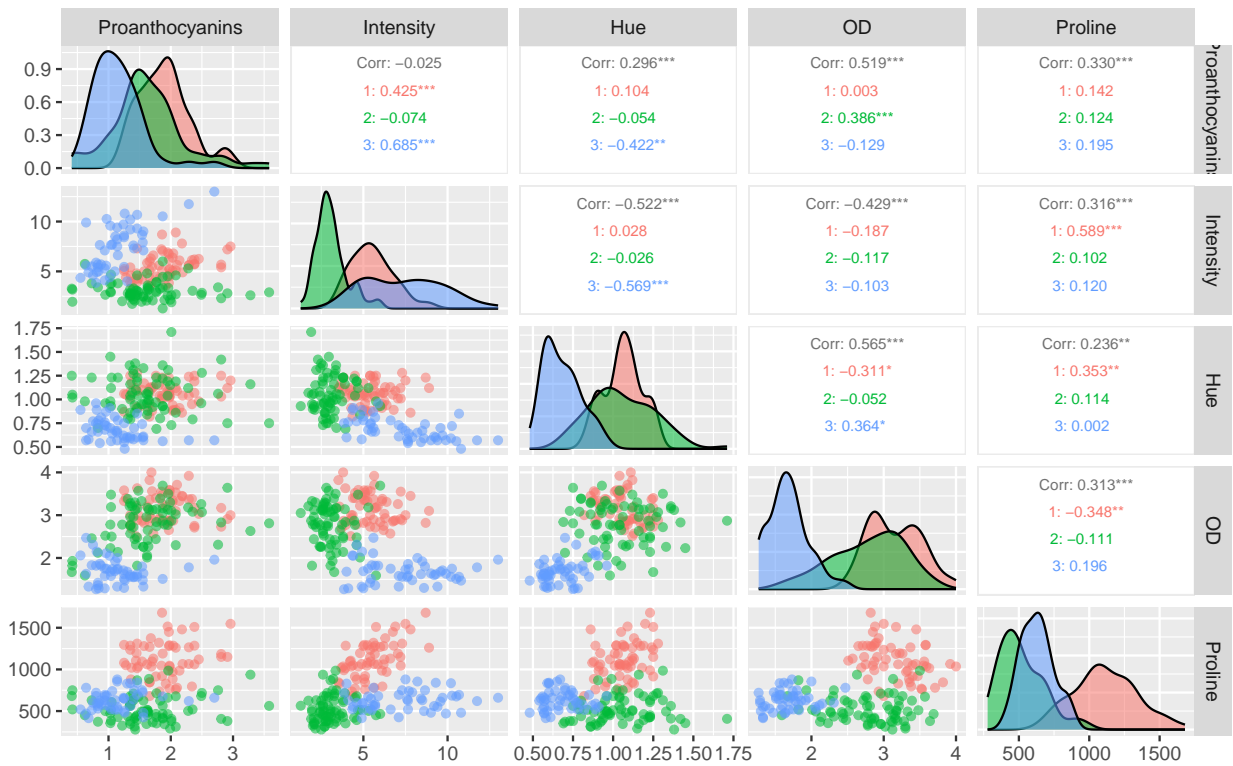 Proanthocyanins Intensity Hue OD Proline
0.9
0.6
0.3
0.0
Corr: −0.025
1: 0.425***
2: −0.074
3: 0.685***
Corr: 0.296***
1: 0.104
2: −0.054
3: −0.422**
Corr: 0.519***
1: 0.003
2: 0.386***
3: −0.129
Corr: 0.330***
1: 0.142
2: 0.124
3: 0.195
Proanthocyanins
10
5
Corr: −0.522***
1: 0.028
2: −0.026
3: −0.569***
Corr: −0.429***
1: −0.187
2: −0.117
3: −0.103
Corr: 0.316***
1: 0.589***
2: 0.102
3: 0.120
Intensity
1.75
1.50
1.25
1.00
0.75
0.50
Corr: 0.565***
1: −0.311*
2: −0.052
3: 0.364*
Corr: 0.236**
1: 0.353**
2: 0.114
3: 0.002
Hue
4
3
2
Corr: 0.313***
1: −0.348**
2: −0.111
3: 0.196
OD
1500
1000
500
Proline
1 2 3 5 10 0.50 0.75 1.00 1.25 1.50 1.75 2 3 4 500 1000 1500